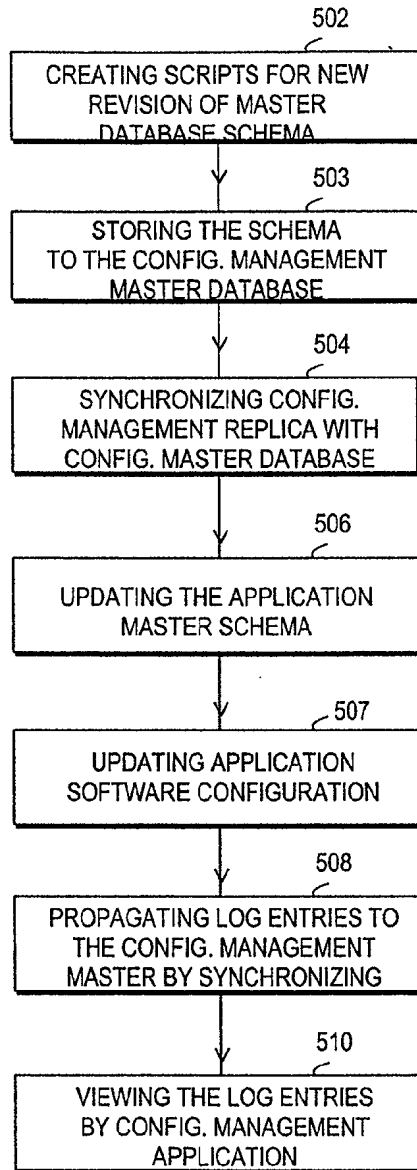 502
CREATING SCRIPTS FOR NEW
REVISION OF MASTER
DATABASE SCHEMA
503
STORING THE SCHEMA
TO THE CONFIG. MANAGEMENT
MASTER DATABASE
504
SYNCHRONIZING CONFIG.
MANAGEMENT REPLICA WITH
CONFIG. MASTER DATABASE
506
UPDATING THE APPLICATION
MASTER SCHEMA
507
UPDATING APPLICATION
SOFTWARE CONFIGURATION
508
PROPAGATING LOG ENTRIES TO
THE CONFIG. MANAGEMENT
MASTER BY SYNCHRONIZING
510
VIEWING THE LOG ENTRIES
BY CONFIG. MANAGEMENT
APPLICATION